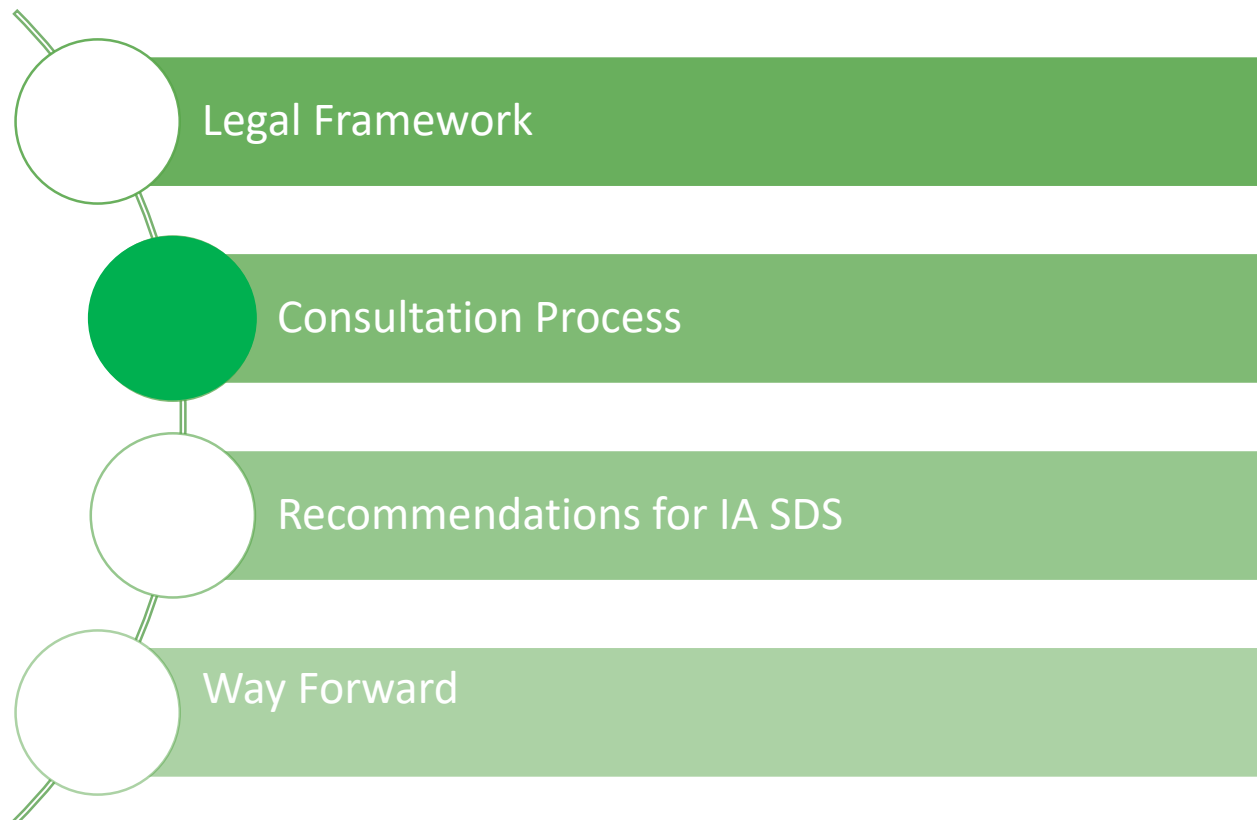 Legal Framework
Consultation Process
Recommendations for IA SDS
Way Forward